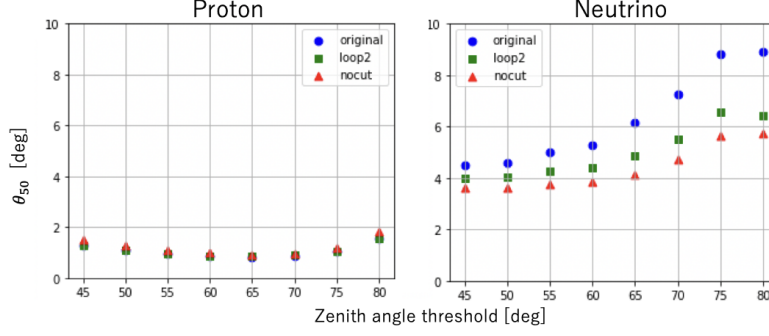 Proton
Neutrino
θ50 [deg]
10
8
6
4
2
0
original
loop2
nocut
45 50 55 60 65 70 75 80
10
8
6
4
2
0
original
loop2
nocut
45 50 55 60 65 70 75 80
Zenith angle threshold [deg]